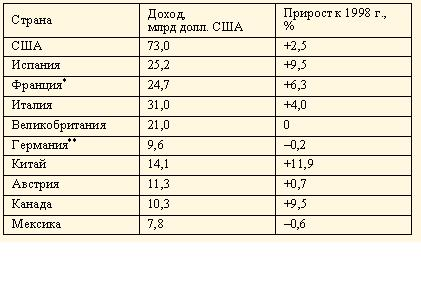 Страна Доход, млрд долл. США Прирост к 1998 г., %
США 73,0 +2,5
Испания 25,2 +9,5
Франция* 24,7 +6,3
Италия 31,0 +4,0
Великобритания 21,0 0
Германия** 9,6 –0,2
Китай 14,1 +11,9
Австрия 11,3 +0,7
Канада 10,3 +9,5
Мексика 7,8 –0,6